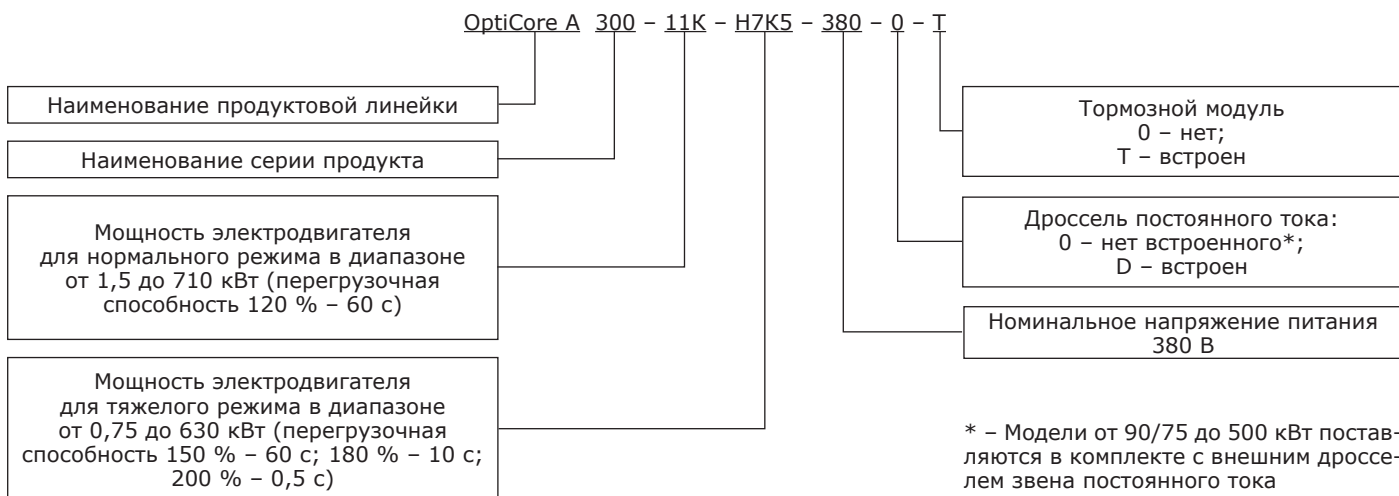 OptiCore A 300 – 11K – H7K5 – 380 – 0 – T
Наименование продуктовой линейки
Наименование серии продукта
Мощность электродвигателя
для нормального режима в диапазоне
от 1,5 до 710 кВт (перегрузочная
способность 120 % – 60 с)
Мощность электродвигателя
для тяжелого режима в диапазоне
от 0,75 до 630 кВт (перегрузочная
способность 150 % – 60 с; 180 % – 10 с;
200 % – 0,5 с)
Тормозной модуль
0 – нет;
T – встроен
Дроссель постоянного тока:
0 – нет встроенного*;
D – встроен
Номинальное напряжение питания
380 В
* – Модели от 90/75 до 500 кВт постав-
ляются в комплекте с внешним дроссе-
лем звена постоянного тока